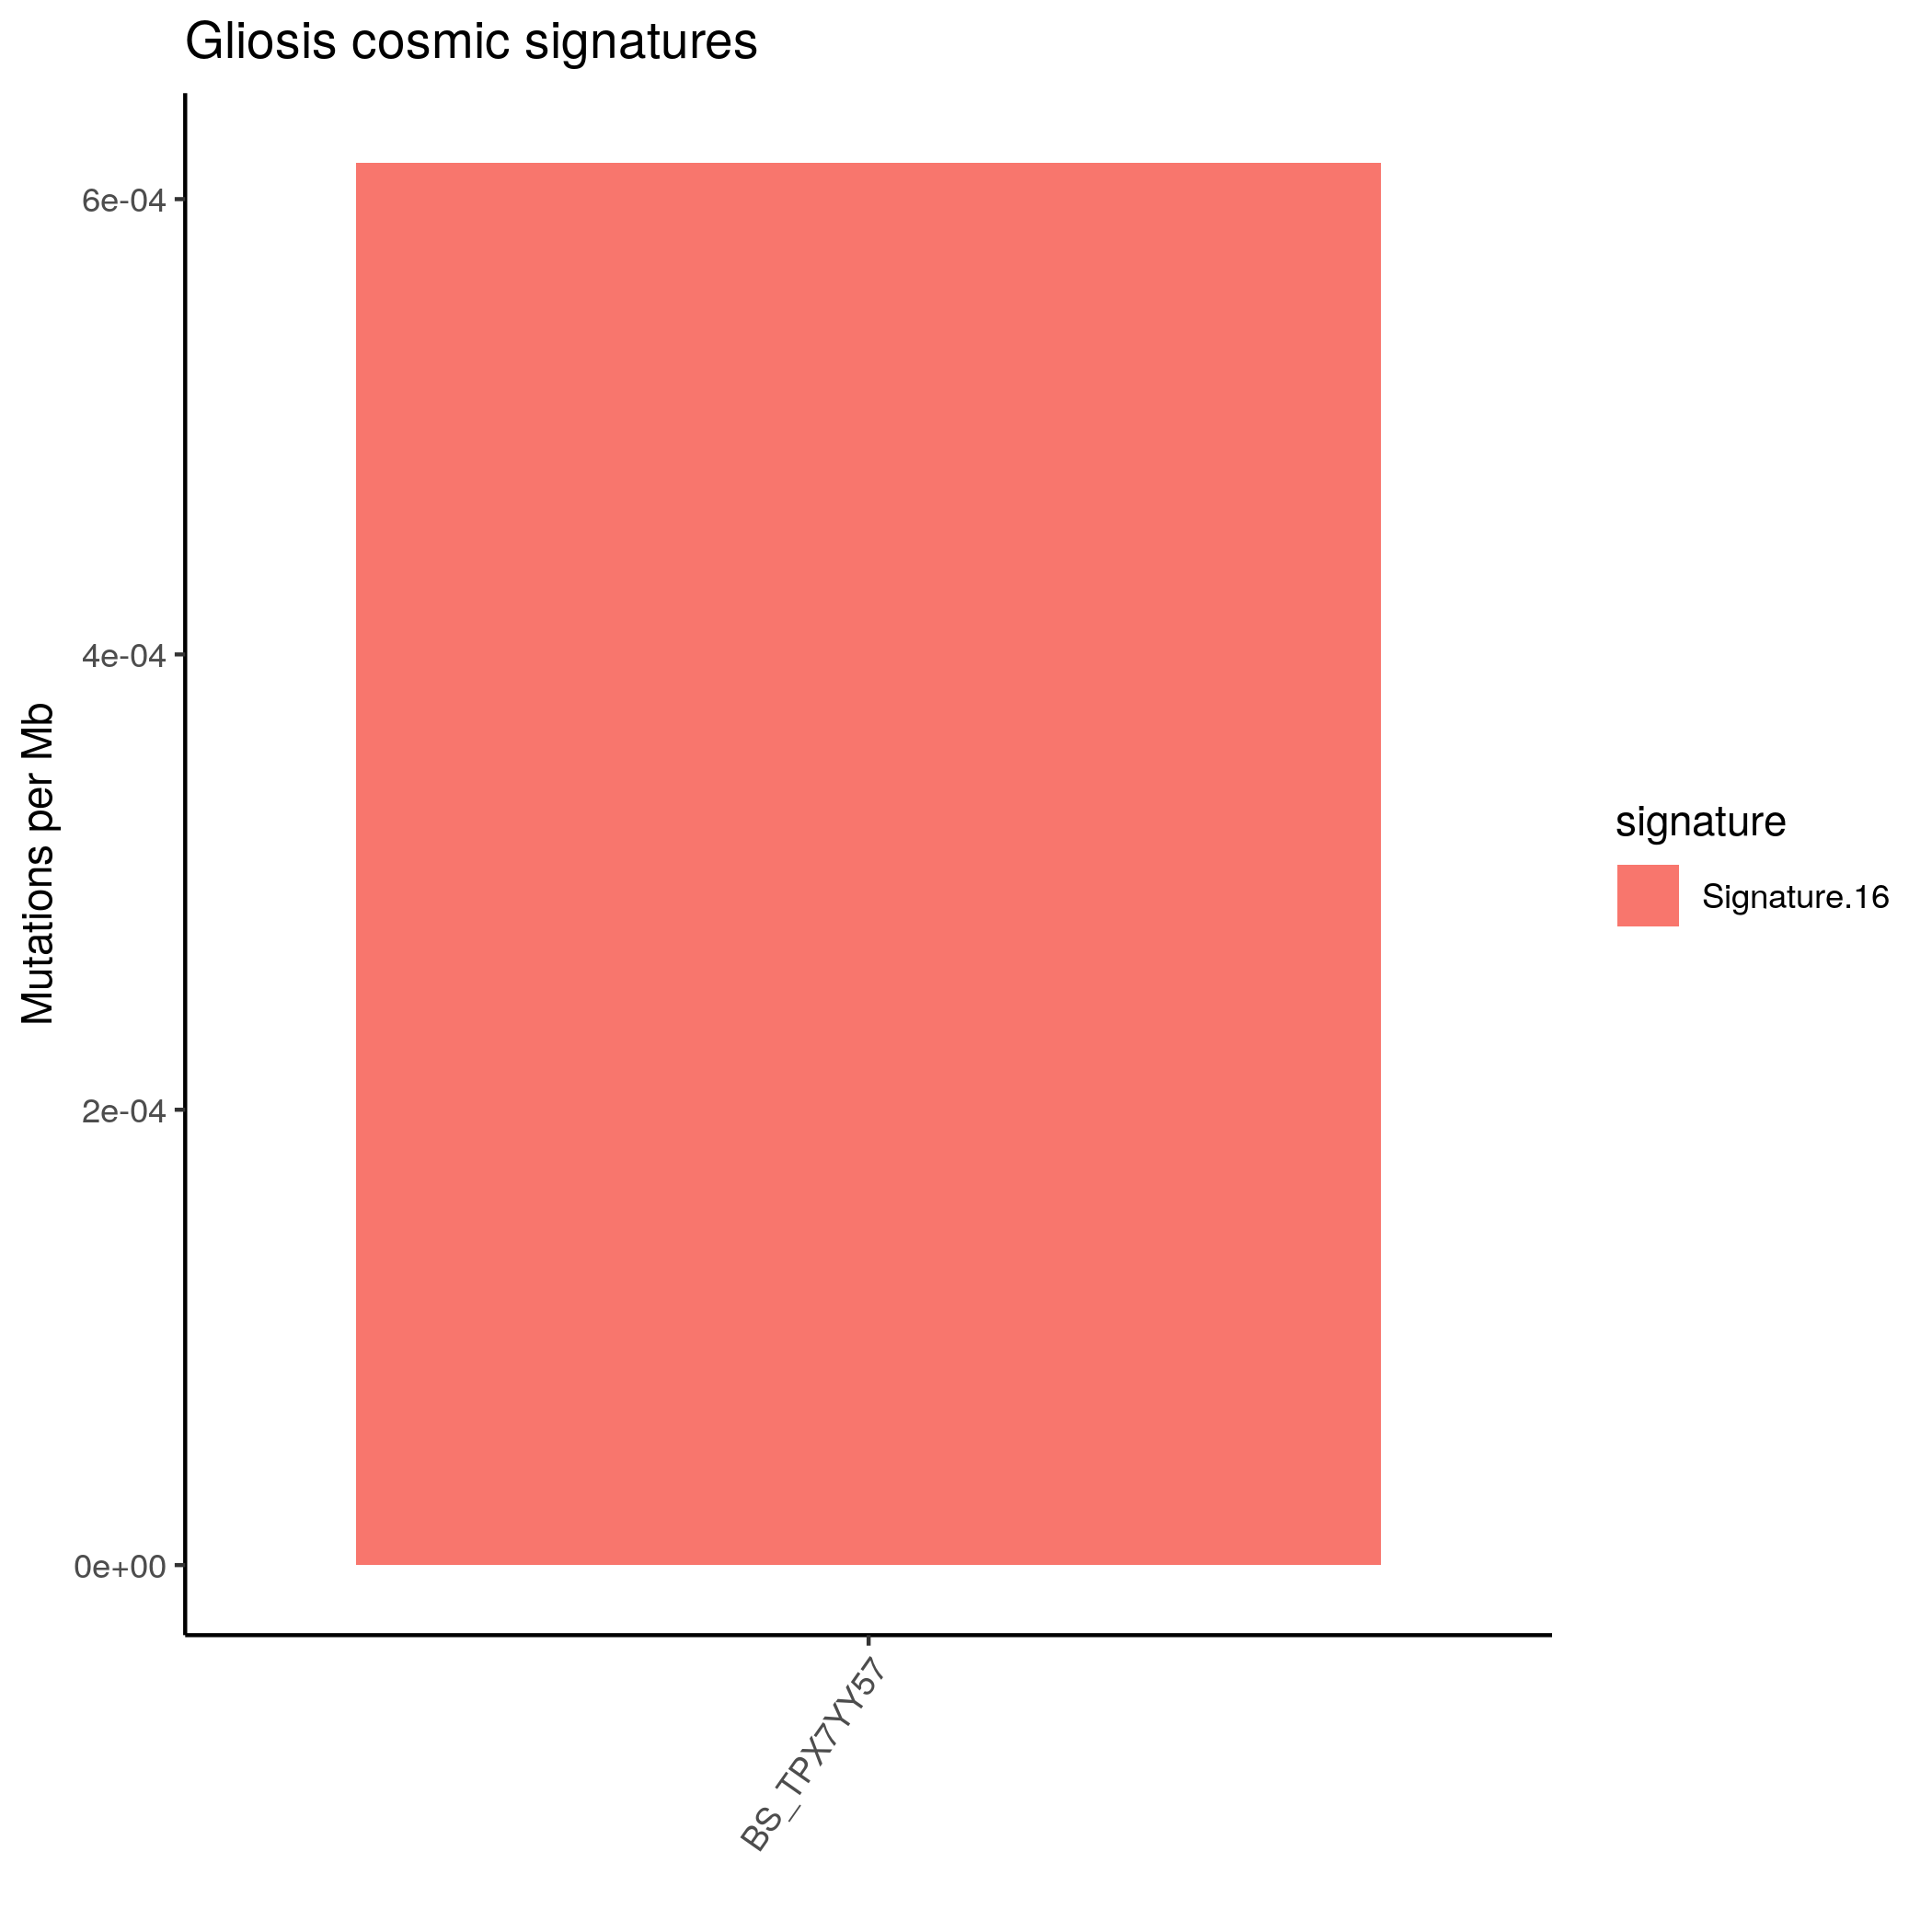 Gliosis cosmic signatures
6e-04
4e-04
2e-04
0e+00
Mutations per Mb
BS_TPX7YY57
signature
Signature.16